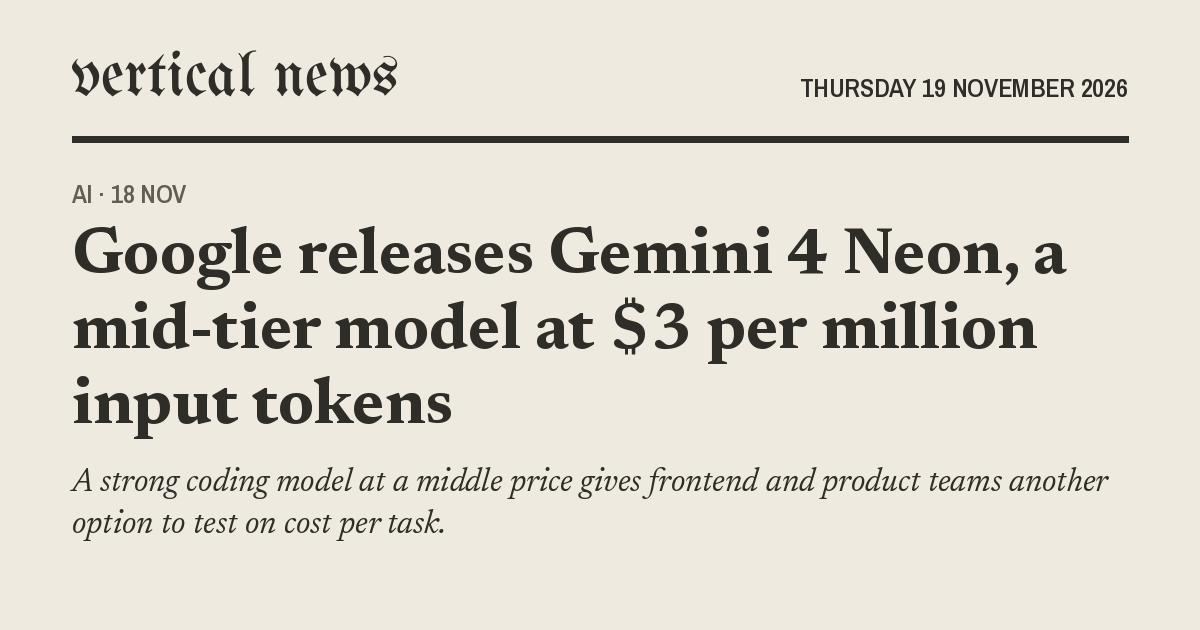 vertical news
THURSDAY 19 NOVEMBER 2026
AI · 18 NOV
Google releases Gemini 4 Neon, a
mid-tier model at $3 per million
input tokens
A strong coding model at a middle price gives frontend and product teams another
option to test on cost per task.